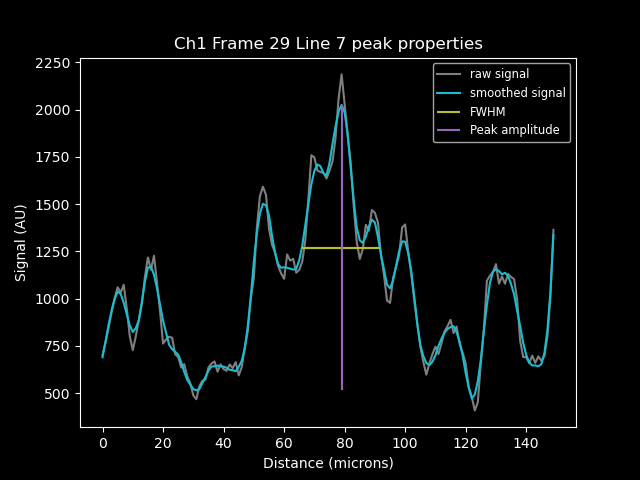 Ch1 Frame 29 Line 7 peak properties
raw signal
smoothed signal
FWHM
Peak amplitude
Signal (AU)
2250
2000
1750
1500
1250
1000
750
500
0 20 40 60 80 100 120 140
Distance (microns)